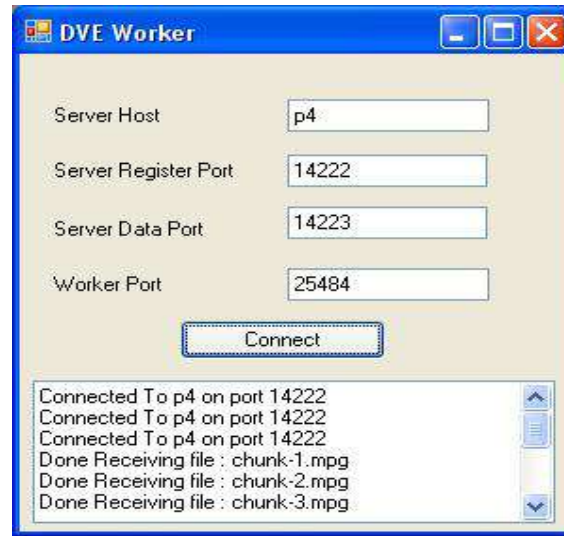 DVE Worker
Server Host p4
Server Register Port 14222
Server Data Port 14223
Worker Port 25484
Connect
Connected To p4 on port 14222
Connected To p4 on port 14222
Connected To p4 on port 14222
Done Receiving file : chunk-1.mpg
Done Receiving file : chunk-2.mpg
Done Receiving file : chunk-3.mpg